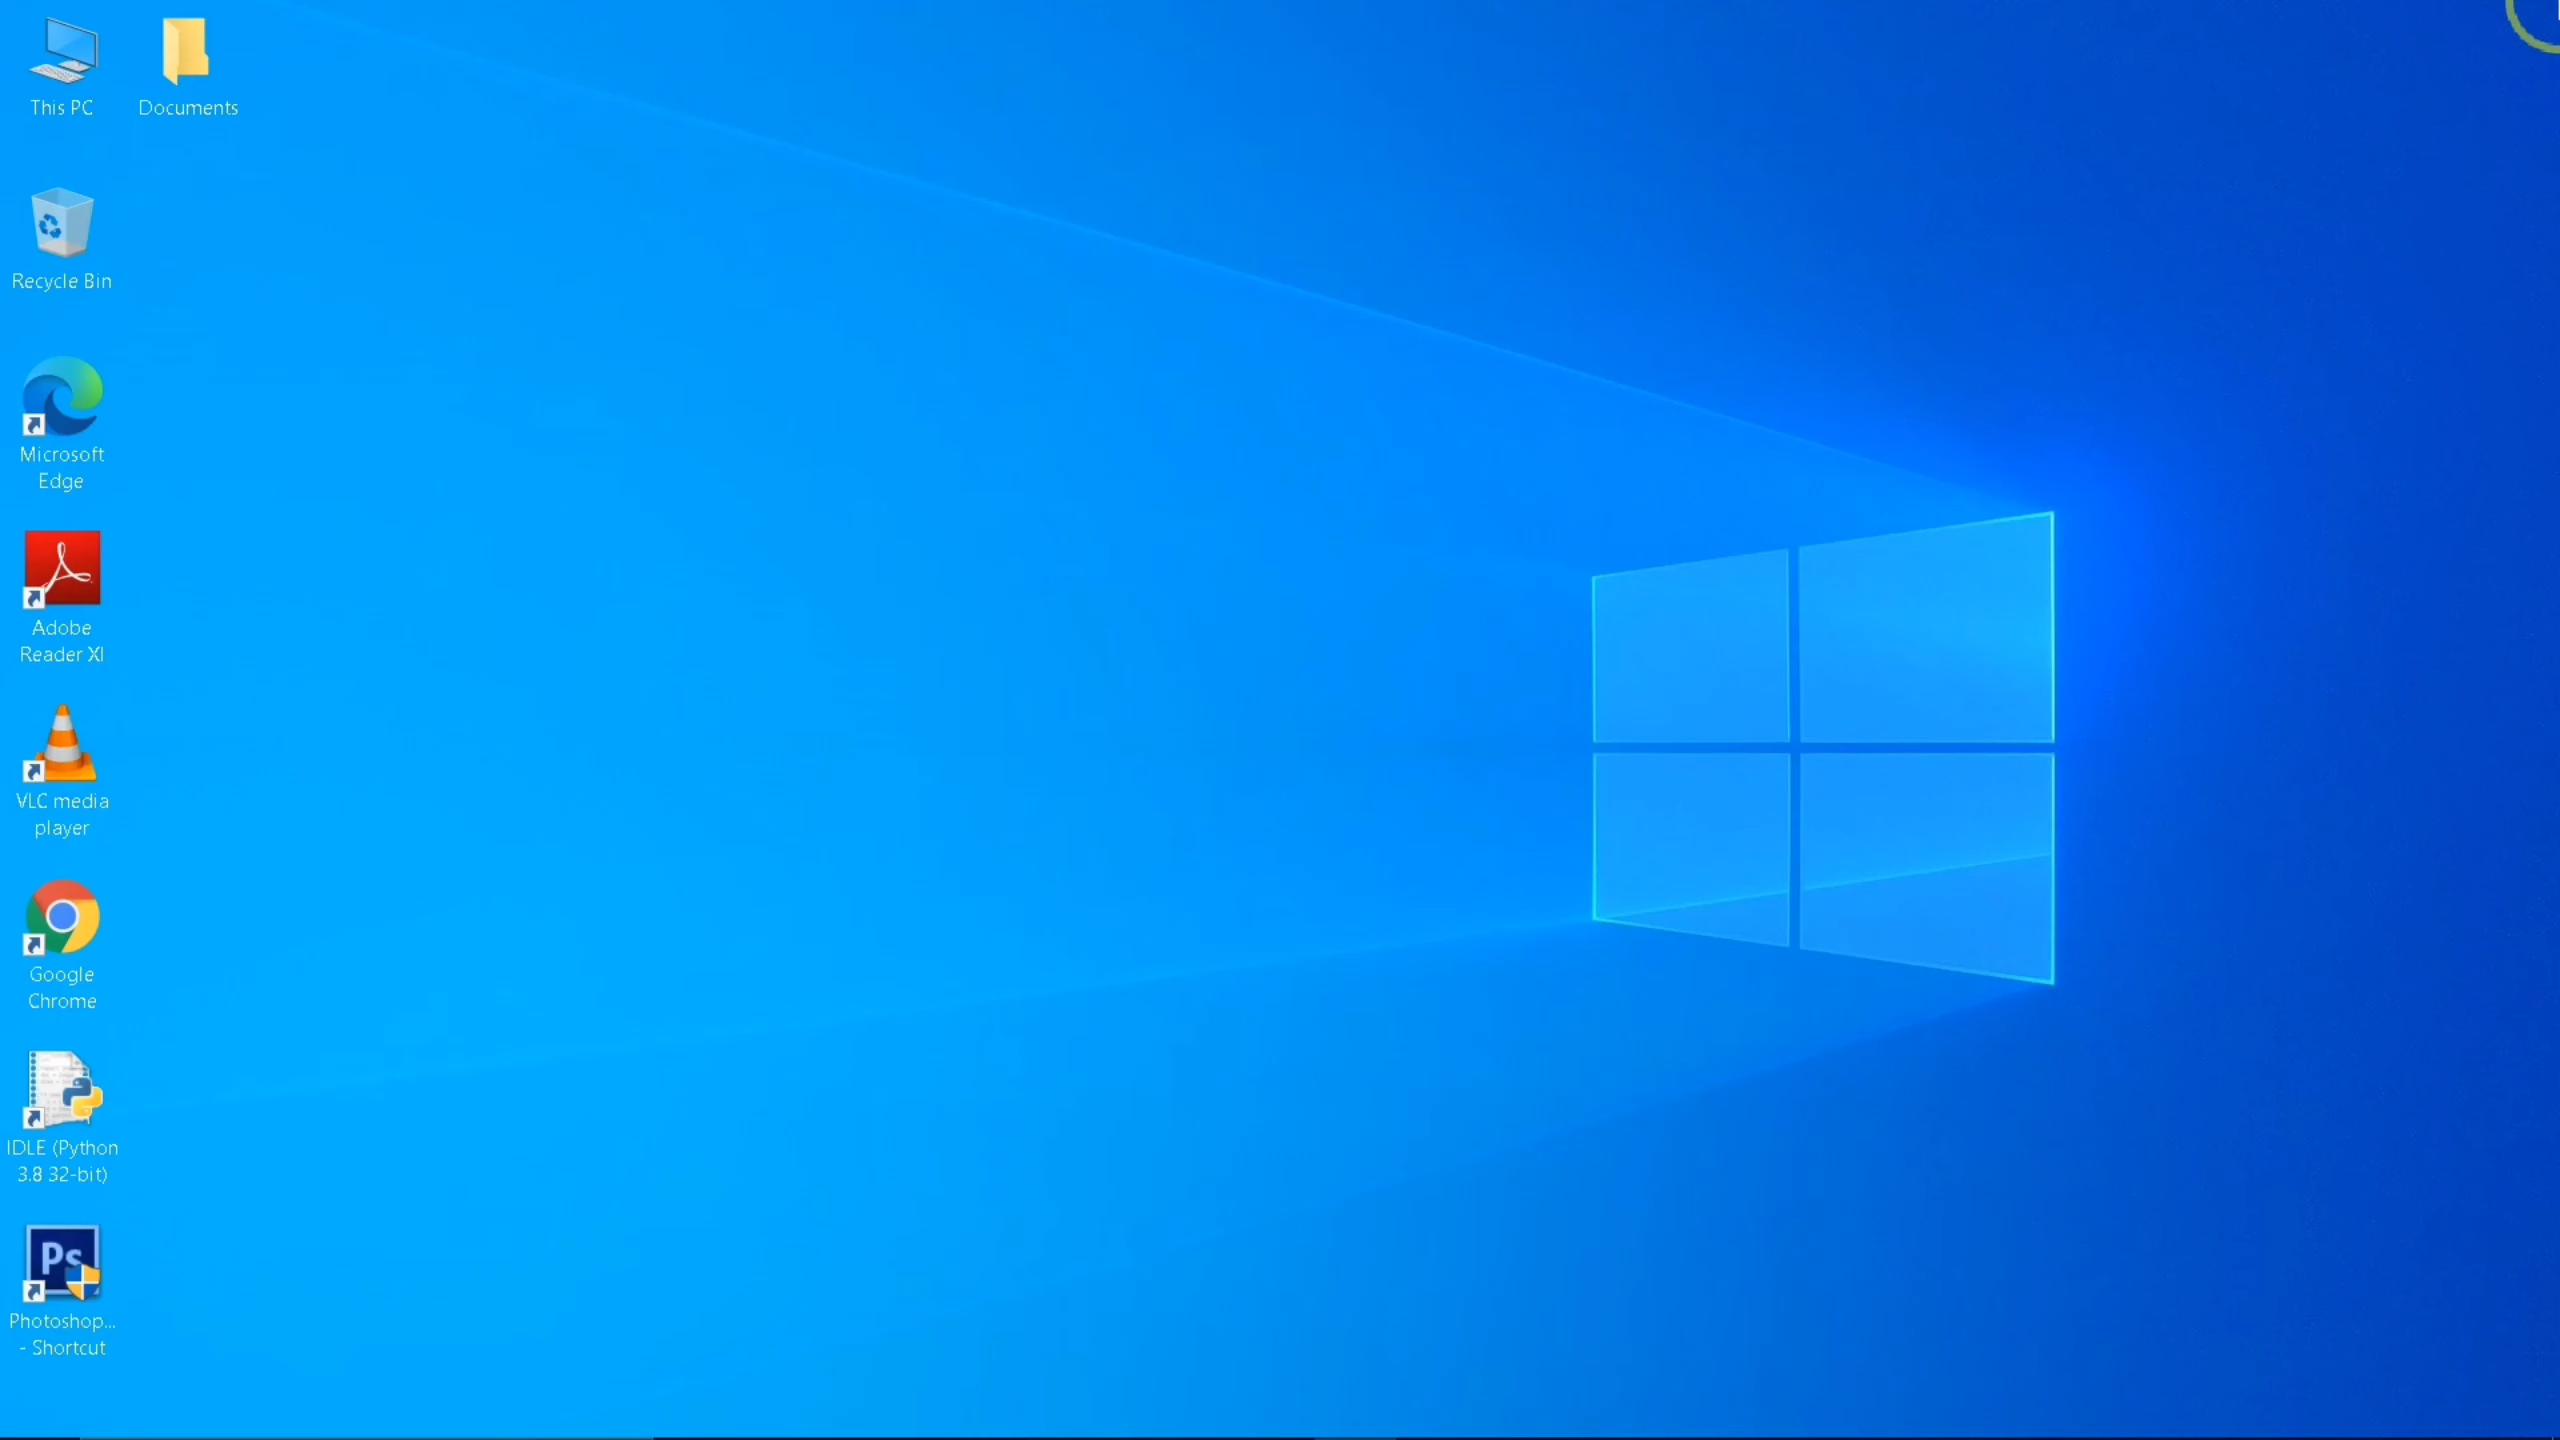 This PC
Documents
Recycle Bin
Microsoft
Edge
Adobe
Reader XI
VLC media
player
Google
Chrome
IDLE (Python
3.8 32-bit)
Ps
Photoshop...
- Shortcut